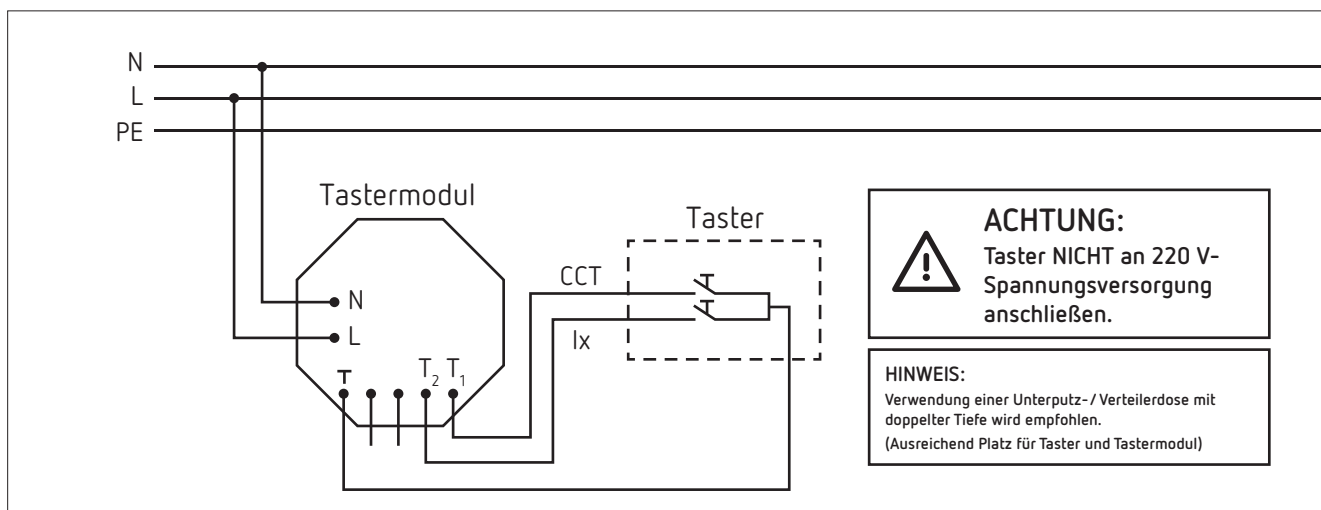 N
L
PE
Tastermodul
Taster
N
L
CCT
lx
T₂ T₁
ACHTUNG:
Taster NICHT an 220 V-
Spannungsversorgung
anschließen.
HINWEIS:
Verwendung einer Unterputz- / Verteilerdose mit
doppelter Tiefe wird empfohlen.
(Ausreichend Platz für Taster und Tastermodul)